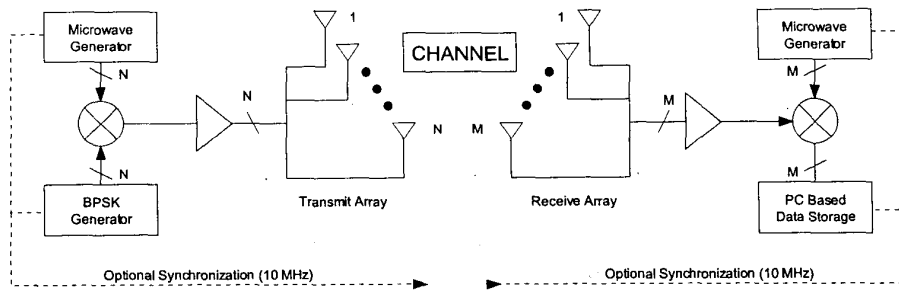 Microwave
Generator
N
N
BPSK
Generator
N
1
N
Transmit Array
CHANNEL
1
M
Receive Array
M
Microwave
Generator
M
M
PC Based
Data Storage
Optional Synchronization (10 MHz)
Optional Synchronization (10 MHz)